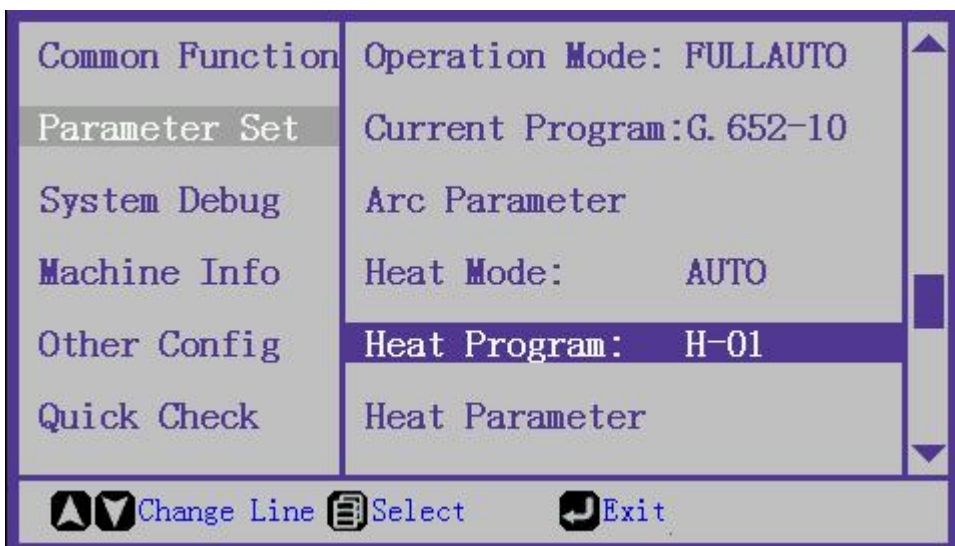 Common Function
Parameter Set
System Debug
Machine Info
Other Config
Quick Check
Operation Mode: FULLAUTO
Current Program:G.652-10
Arc Parameter
Heat Mode: AUTO
Heat Program: H-01
Heat Parameter
Change Line Select Exit